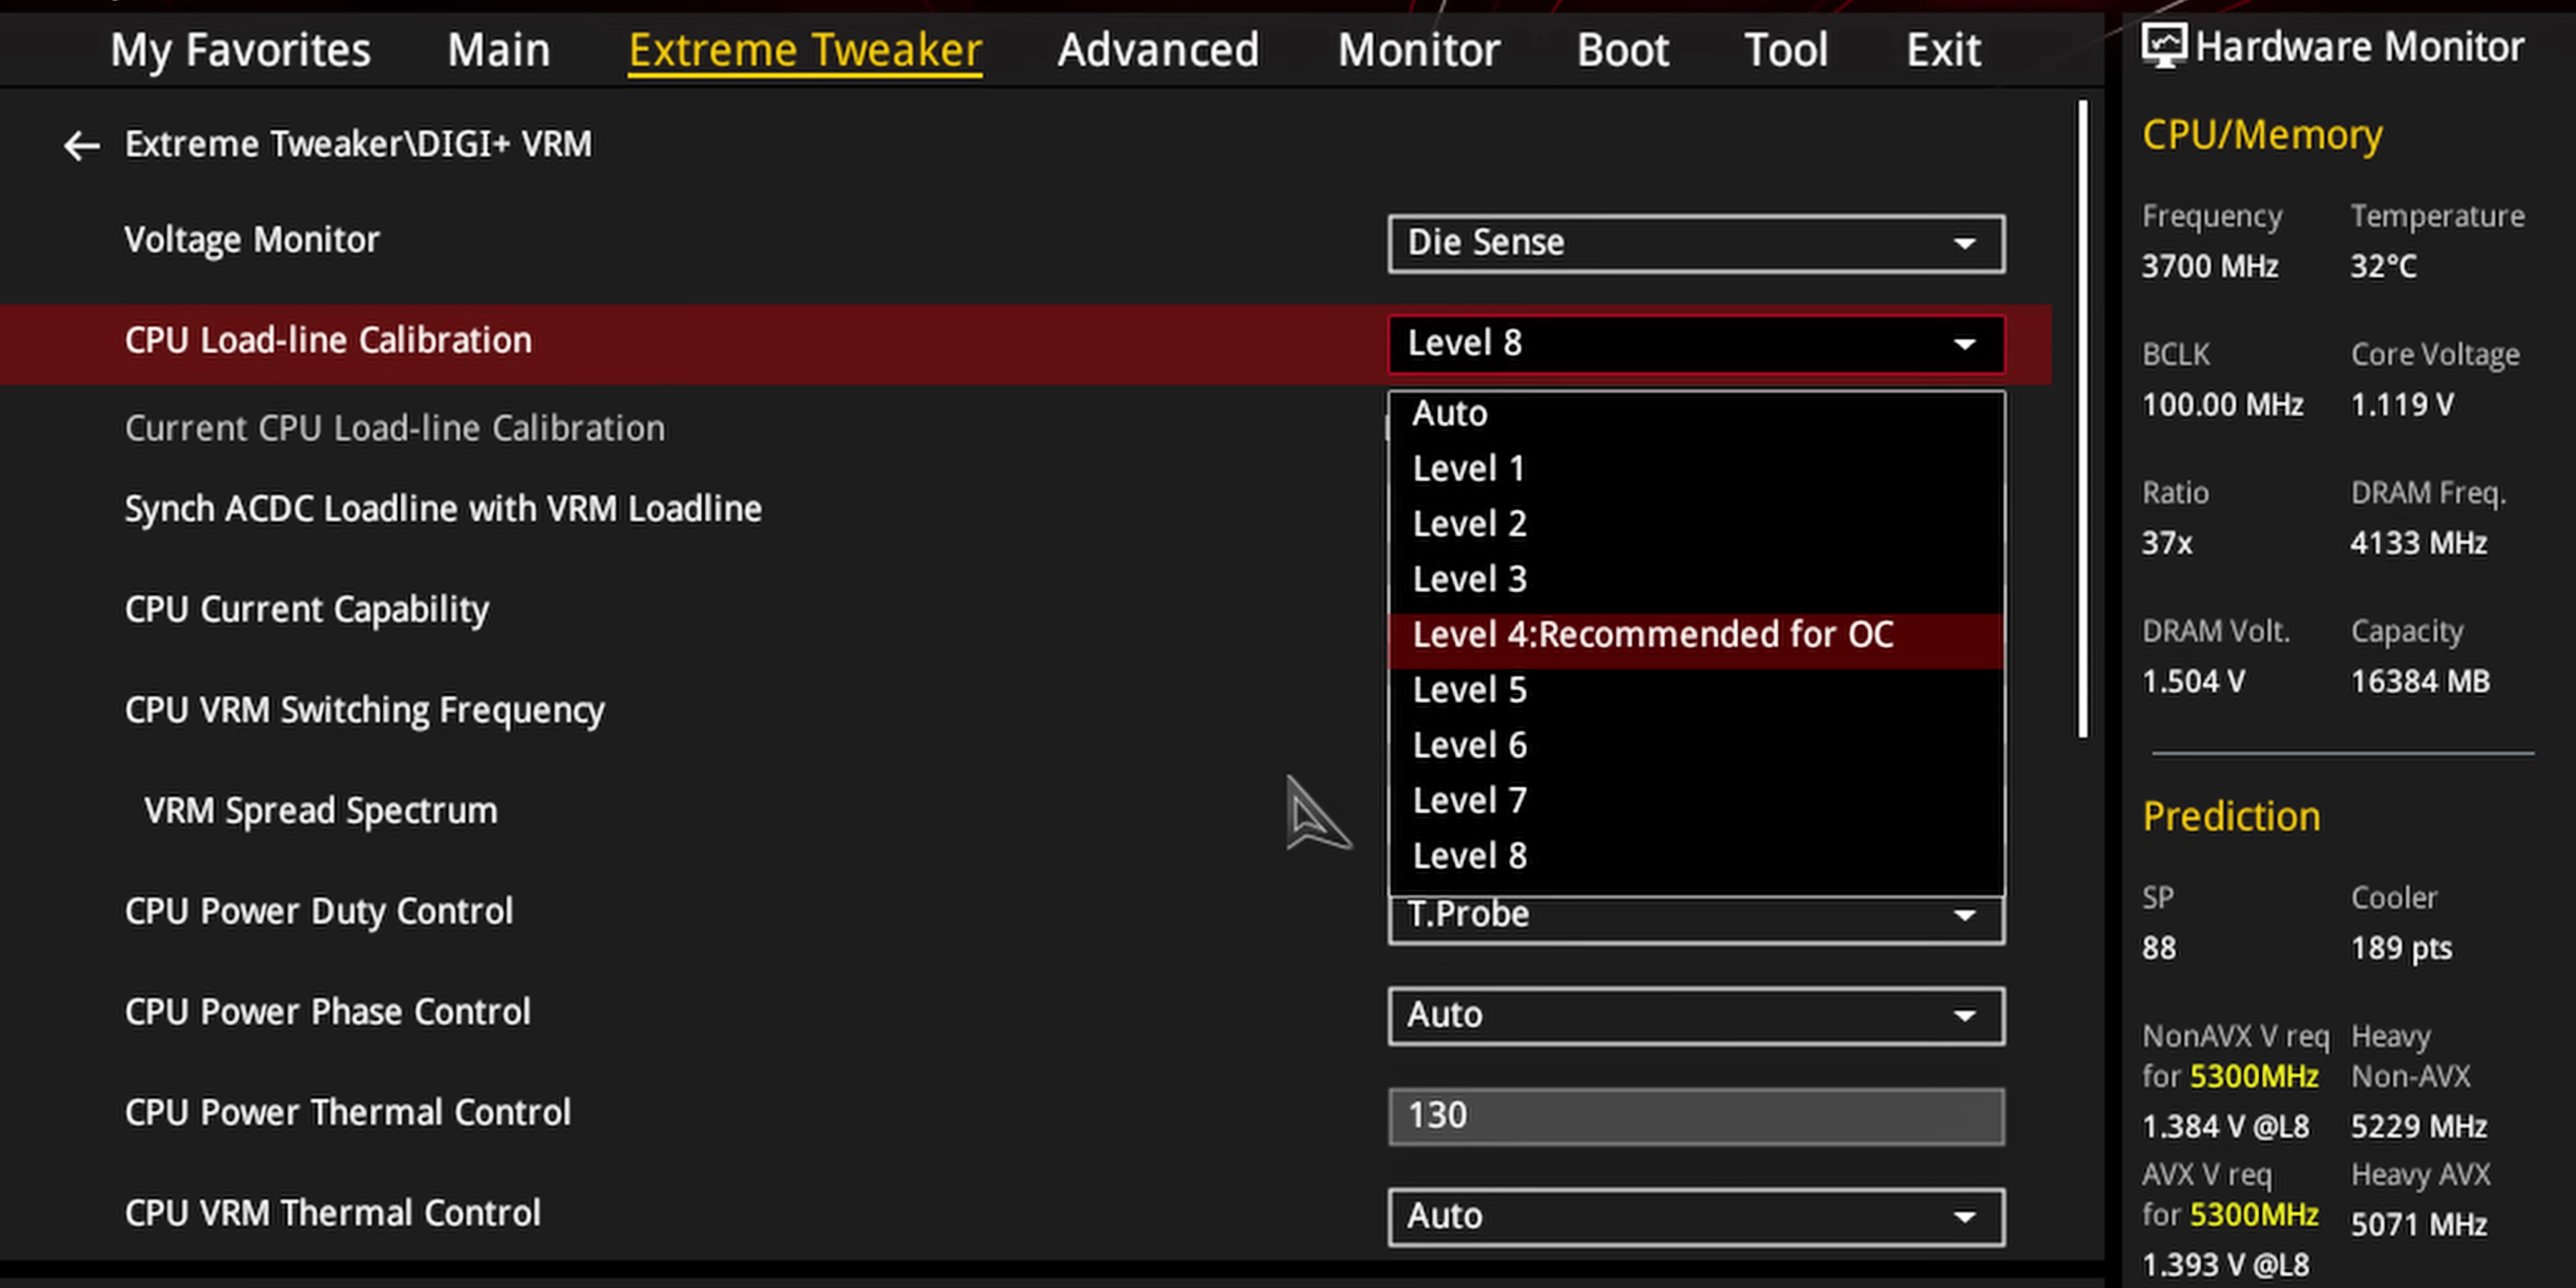 My Favorites Main Extreme Tweaker Advanced Monitor Boot Tool Exit
Extreme Tweaker\DIGI+ VRM
Voltage Monitor Die Sense
CPU Load-line Calibration Level 8
Current CPU Load-line Calibration
Synch ACDC Loadline with VRM Loadline
CPU Current Capability
CPU VRM Switching Frequency
VRM Spread Spectrum
Auto
Level 1
Level 2
Level 3
Level 4:Recommended for OC
Level 5
Level 6
Level 7
Level 8
CPU Power Duty Control T.Probe
CPU Power Phase Control Auto
CPU Power Thermal Control 130
CPU VRM Thermal Control Auto
Hardware Monitor
CPU/Memory
Frequency Temperature
3700 MHz 32°C
BCLK Core Voltage
100.00 MHz 1.119 V
Ratio DRAM Freq.
37x 4133 MHz
DRAM Volt. Capacity
1.504 V 16384 MB
Prediction
SP Cooler
88 189 pts
NonAVX V req Heavy
for 5300MHz Non-AVX
1.384 V @L8 5229 MHz
AVX V req Heavy AVX
for 5300MHz 5071 MHz
1.393 V @L8